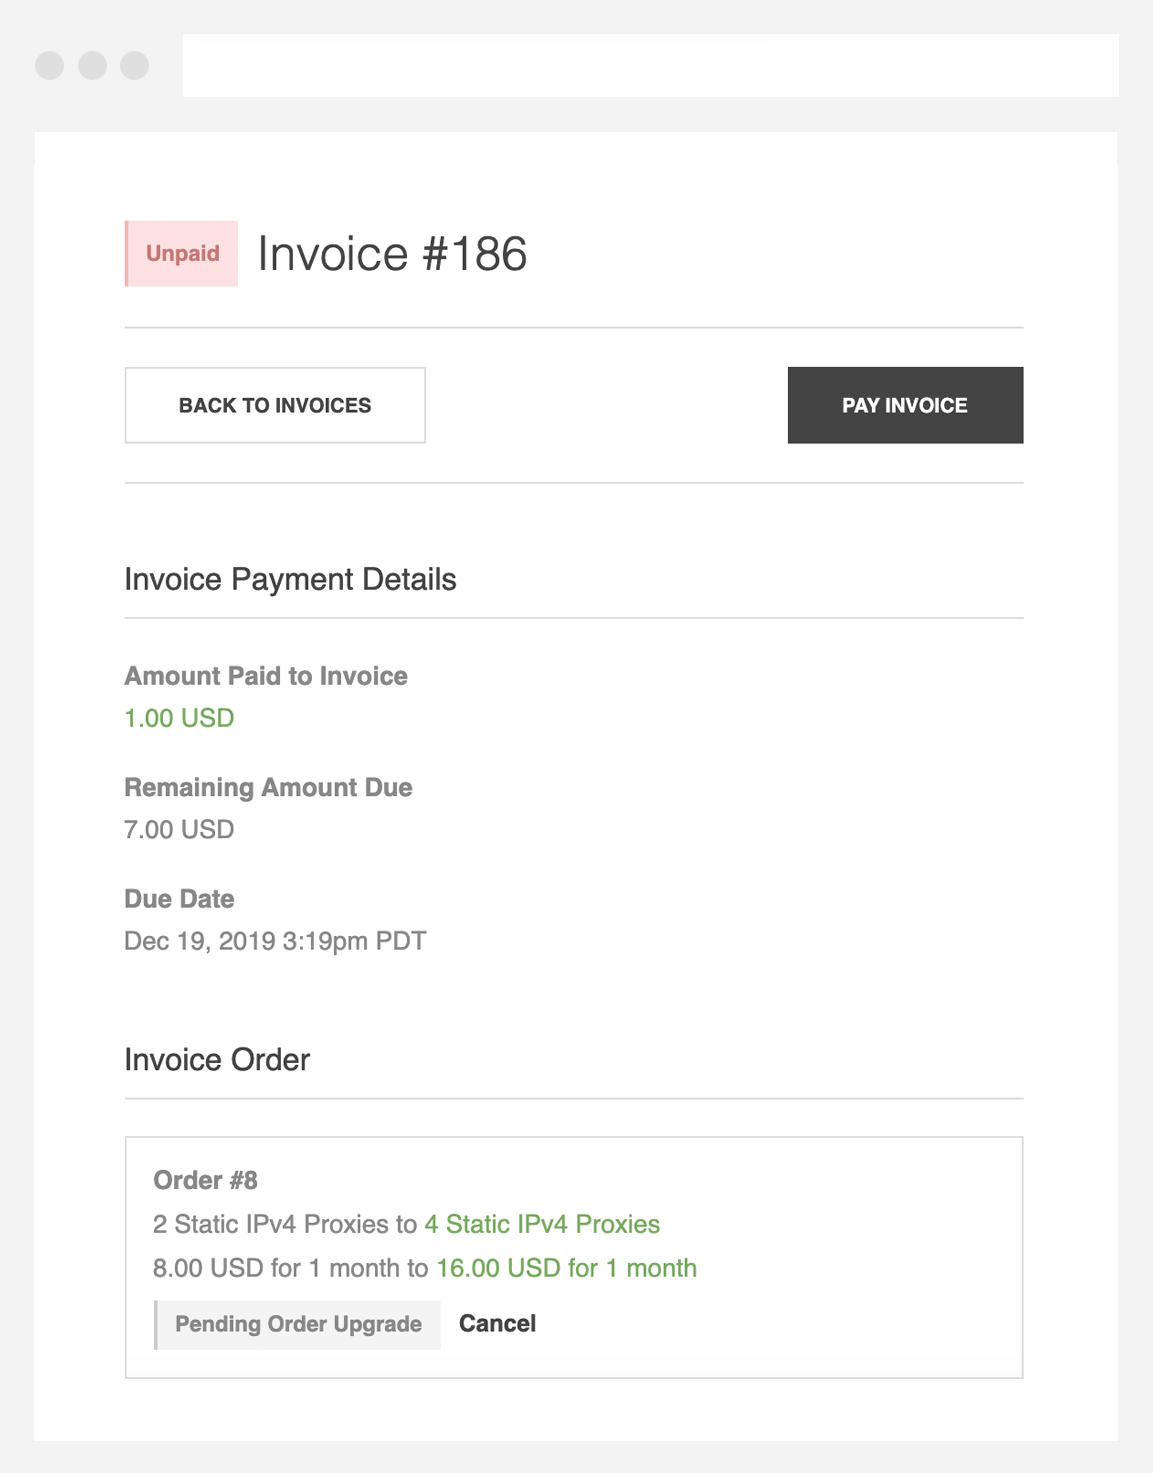 Unpaid
Invoice #186
BACK TO INVOICES
PAY INVOICE
Invoice Payment Details
Amount Paid to Invoice
1.00 USD
Remaining Amount Due
7.00 USD
Due Date
Dec 19, 2019 3:19pm PDT
Invoice Order
Order #8
2 Static IPv4 Proxies to 4 Static IPv4 Proxies
8.00 USD for 1 month to 16.00 USD for 1 month
Pending Order Upgrade Cancel